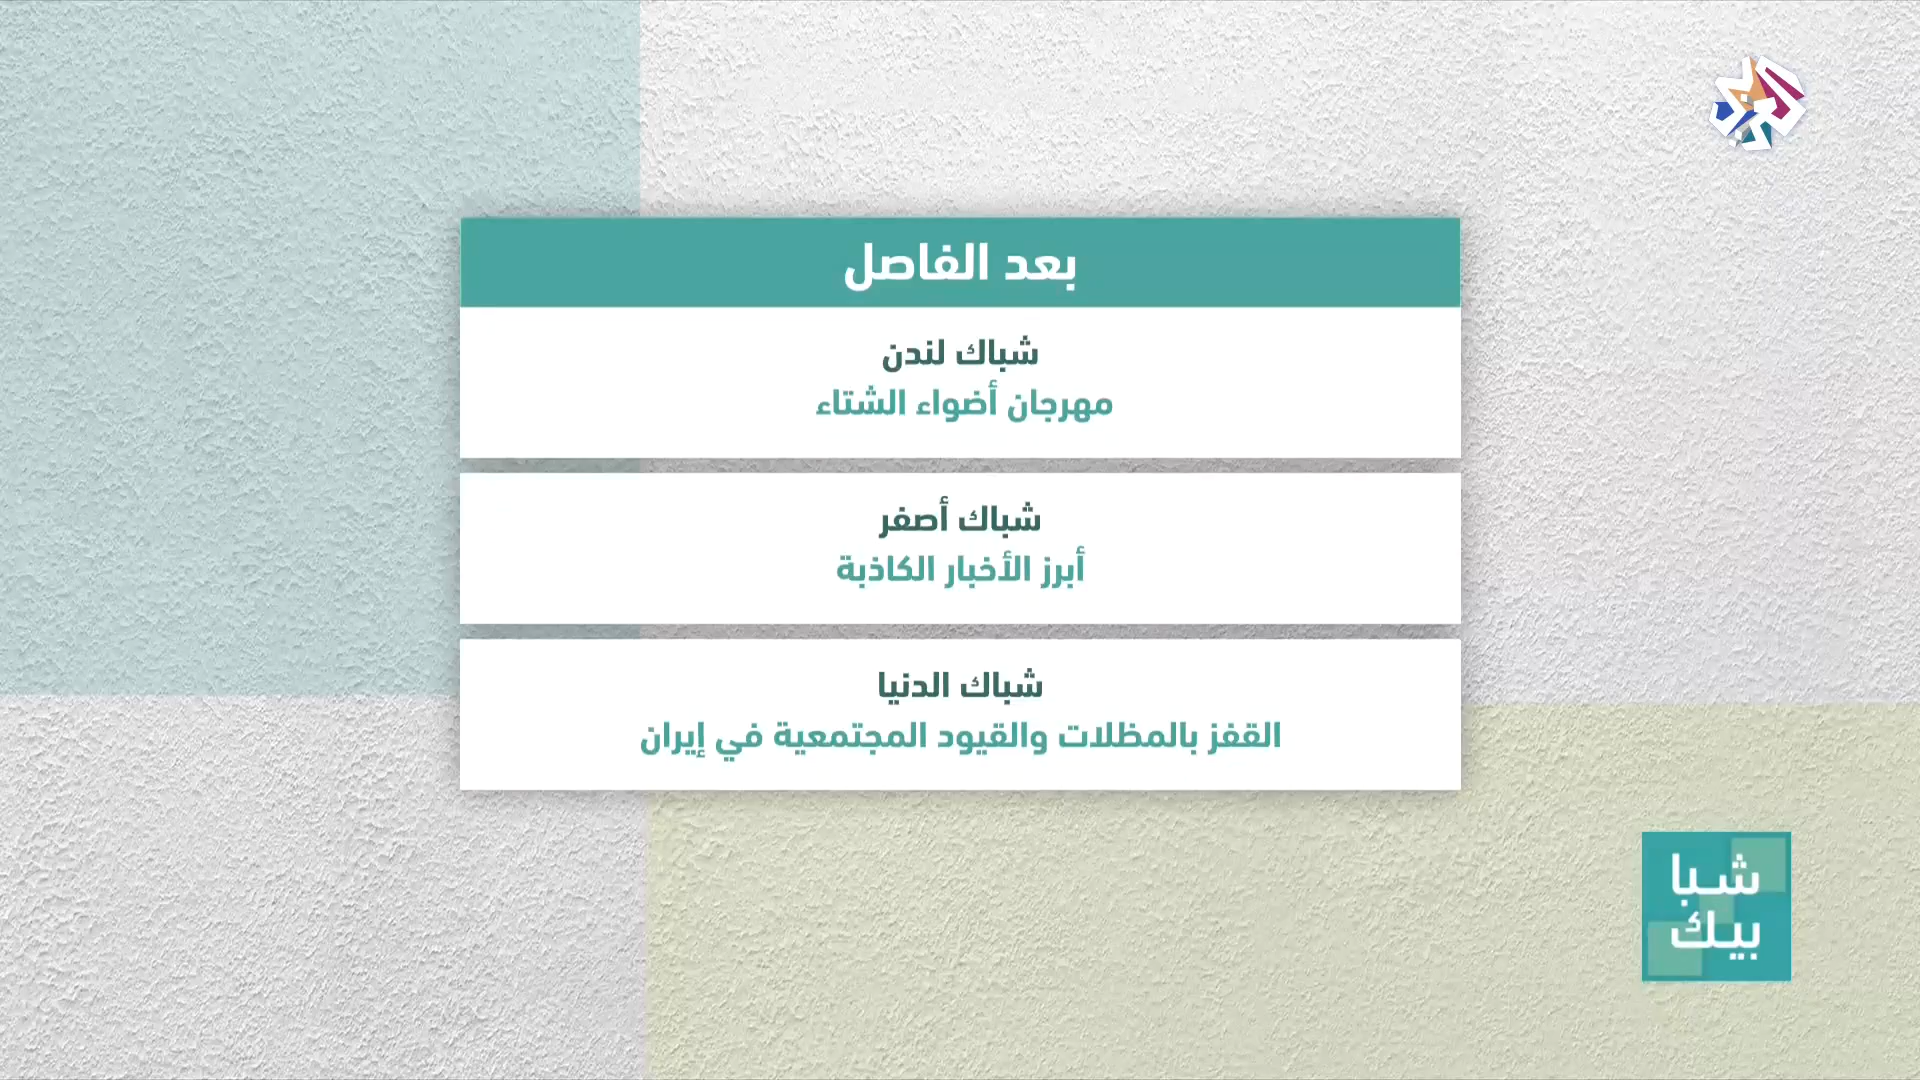 بعد الفاصل
شباك لندن
مهرجان أضواء الشتاء
شباك أصفر
أبرز الأخبار الكاذبة
شباك الدنيا
القفز بالمظلات والقيود المجتمعية في إيران
شبا
بيك